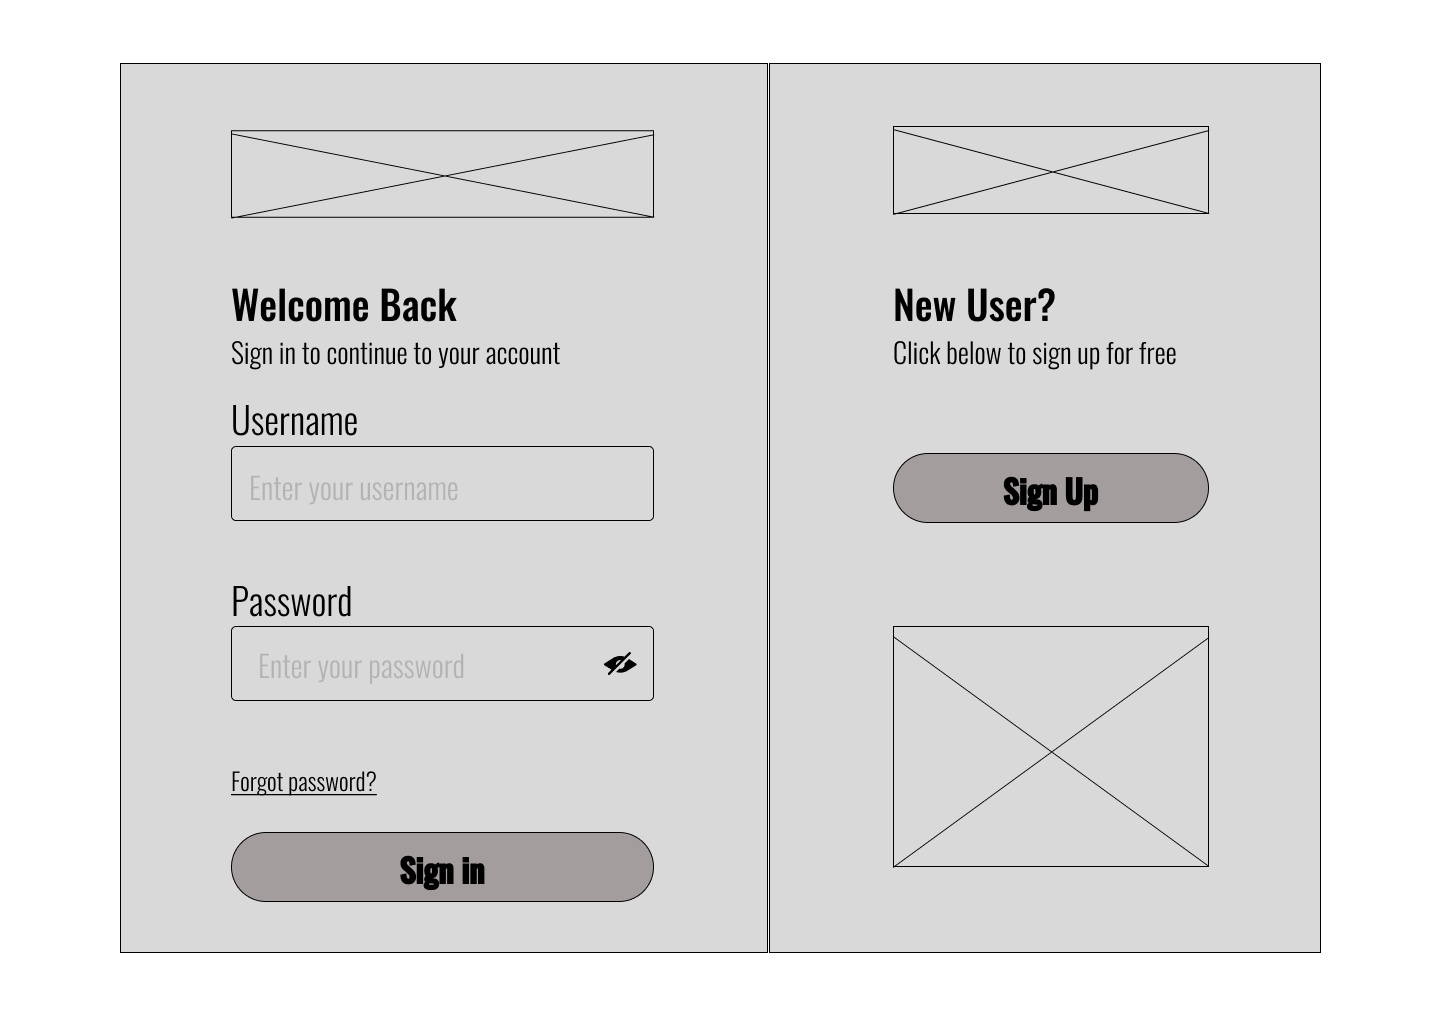 Welcome Back
Sign in to continue to your account
Username
Enter your username
Password
Enter your password
Forgot password?
Sign in
New User?
Click below to sign up for free
Sign Up